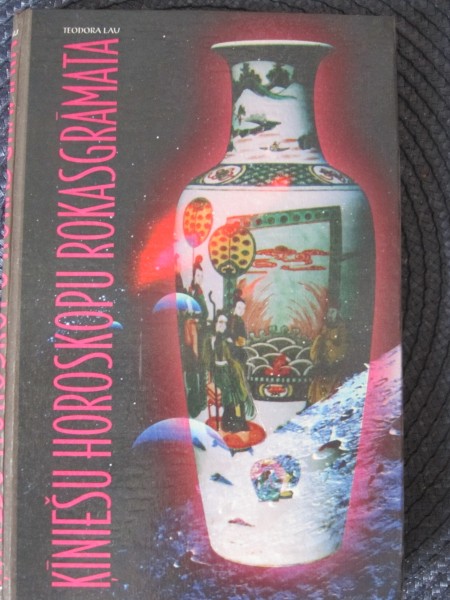 TEODORA LAU
ĶĪNIEŠU HOROSKOPU ROKASGRĀMATA